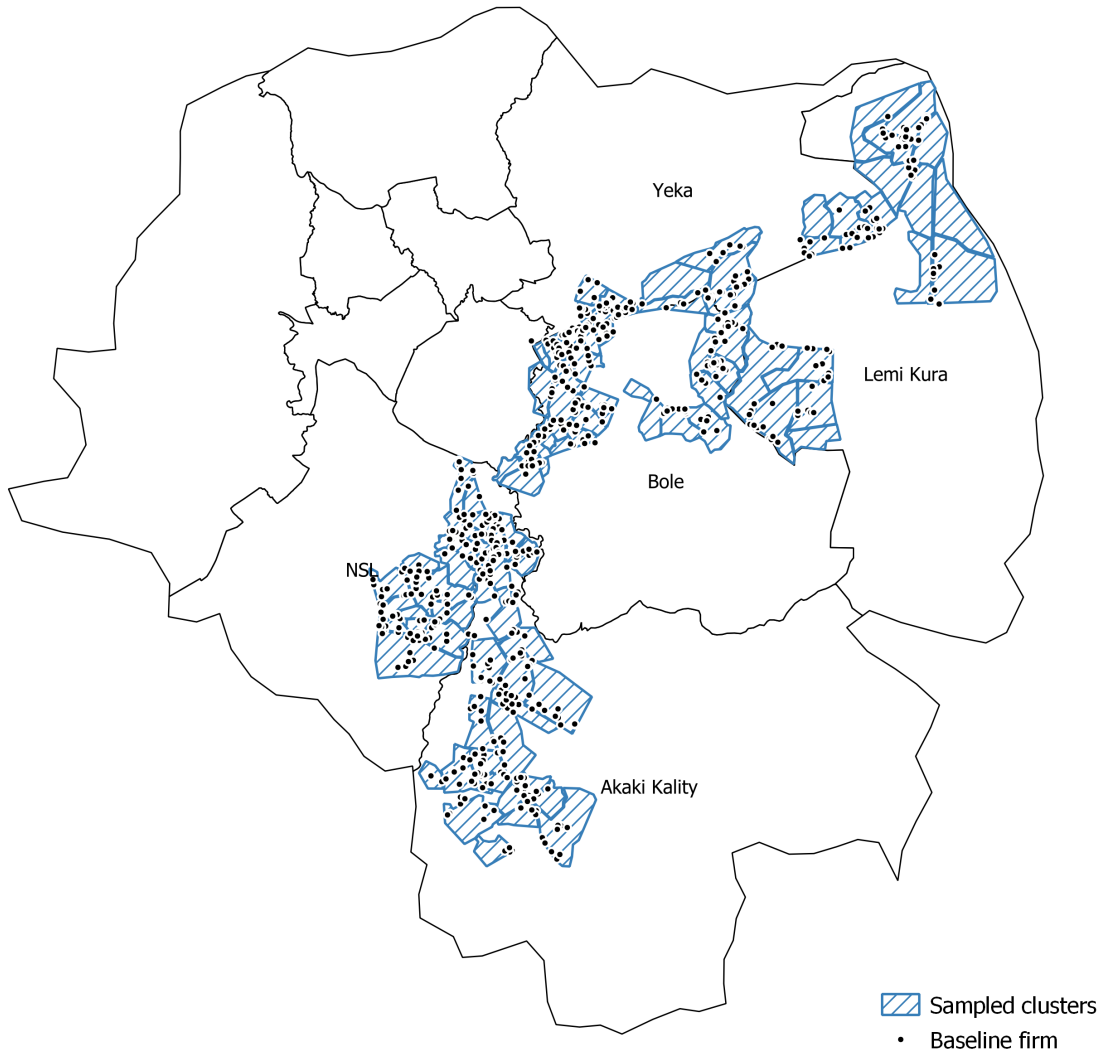 Yeka
Lemi Kura
Bole
NSL
Akaki Kality
Sampled clusters
Baseline firm